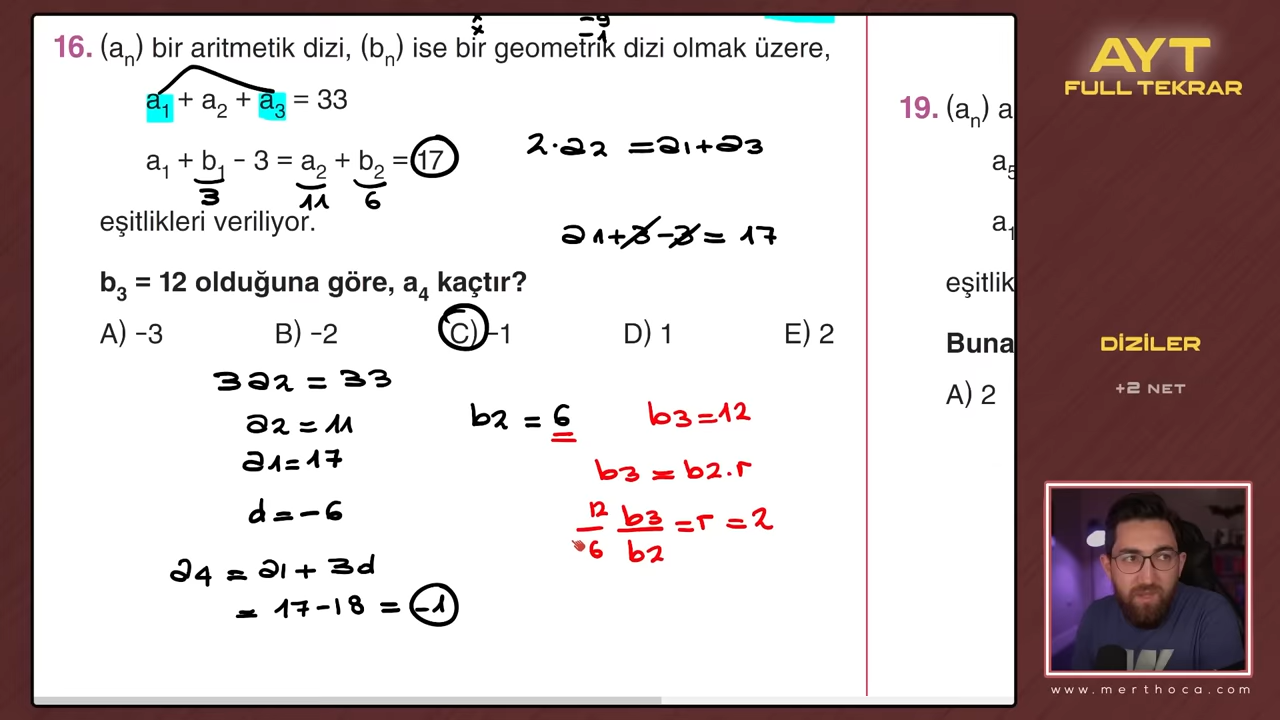 x
x
-9
-1
16. (an) bir aritmetik dizi, (bn) ise bir geometrik dizi olmak üzere,
a1 + a2 + a3 = 33
a1 + b1 - 3 = a2 + b2 = 17
3
11
6
eşitlikleri veriliyor.
b3 = 12 olduğuna göre, a4 kaçtır?
A) -3 B) -2 C) -1 D) 1 E) 2
2·a2 = a1+a3
a1+3-3 = 17
3a2 = 33
a2 = 11
a1=17
d=-6
a4 = a1 + 3d
= 17-18 = -1
b2 = 6
b3=12
b3 = b2.r
12/6 b3/b2 = r = 2
19. (an) a
a5
a1
eşitlik
Buna
A) 2
AYT
FULL TEKRAR
DİZİLER
+2 NET
www.merthoca.com